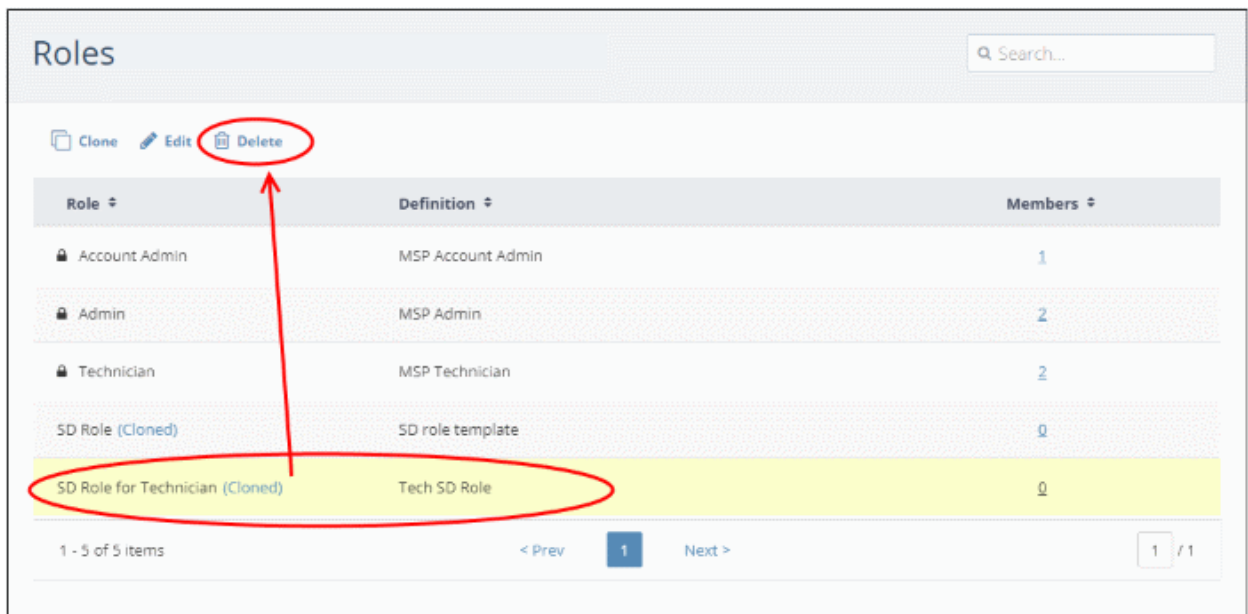 Roles
Search...
Clone Edit Delete
Role Definition Members
Account Admin MSP Account Admin 1
Admin MSP Admin 2
Technician MSP Technician 2
SD Role (Cloned) SD role template 0
SD Role for Technician (Cloned) Tech SD Role 0
1 - 5 of 5 items < Prev 1 Next > 1 / 1